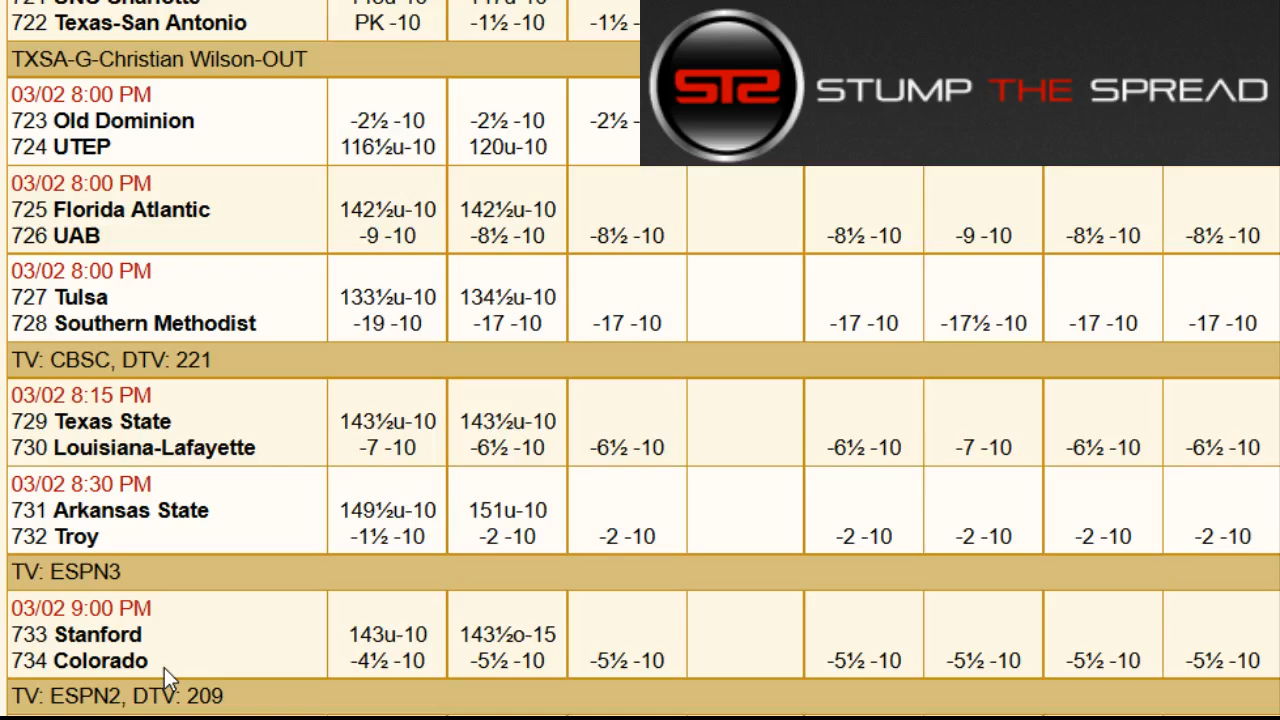 722 Texas-San Antonio PK -10 -1½ -10 -1½ -
TXSA-G-Christian Wilson-OUT
STS STUMP THE SPREAD
03/02 8:00 PM
723 Old Dominion -2½ -10 -2½ -10 -2½ -
724 UTEP 116½u-10 120u-10
03/02 8:00 PM
725 Florida Atlantic 142½u-10 142½u-10
726 UAB -9 -10 -8½ -10 -8½ -10 -8½ -10 -9 -10 -8½ -10 -8½ -10
03/02 8:00 PM
727 Tulsa 133½u-10 134½u-10
728 Southern Methodist -19 -10 -17 -10 -17 -10 -17 -10 -17½ -10 -17 -10 -17 -10
TV: CBSC, DTV: 221
03/02 8:15 PM
729 Texas State 143½u-10 143½u-10
730 Louisiana-Lafayette -7 -10 -6½ -10 -6½ -10 -6½ -10 -7 -10 -6½ -10 -6½ -10
03/02 8:30 PM
731 Arkansas State 149½u-10 151u-10
732 Troy -1½ -10 -2 -10 -2 -10 -2 -10 -2 -10 -2 -10 -2 -10
TV: ESPN3
03/02 9:00 PM
733 Stanford 143u-10 143½o-15
734 Colorado -4½ -10 -5½ -10 -5½ -10 -5½ -10 -5½ -10 -5½ -10 -5½ -10
TV: ESPN2, DTV: 209